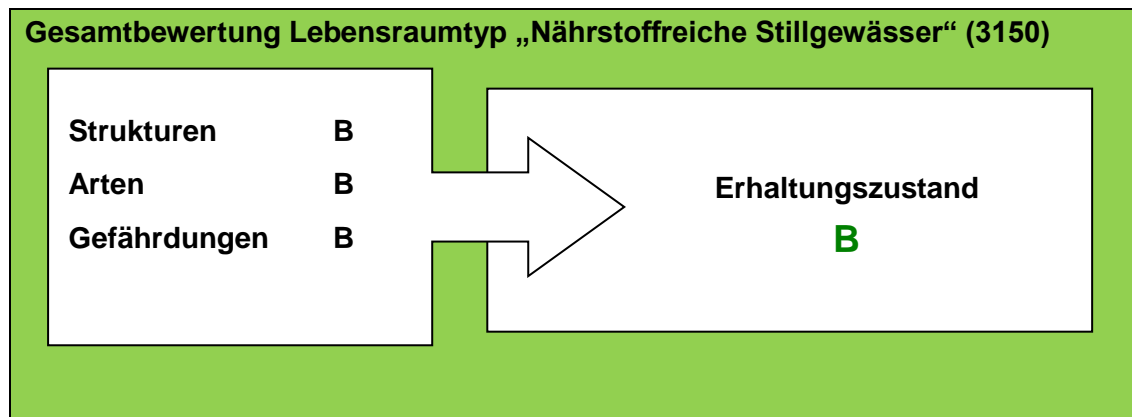 Gesamtbewertung Lebensraumtyp „Nährstoffreiche Stillgewässer“ (3150)
Strukturen B
Arten B
Gefährdungen B
Erhaltungszustand
B